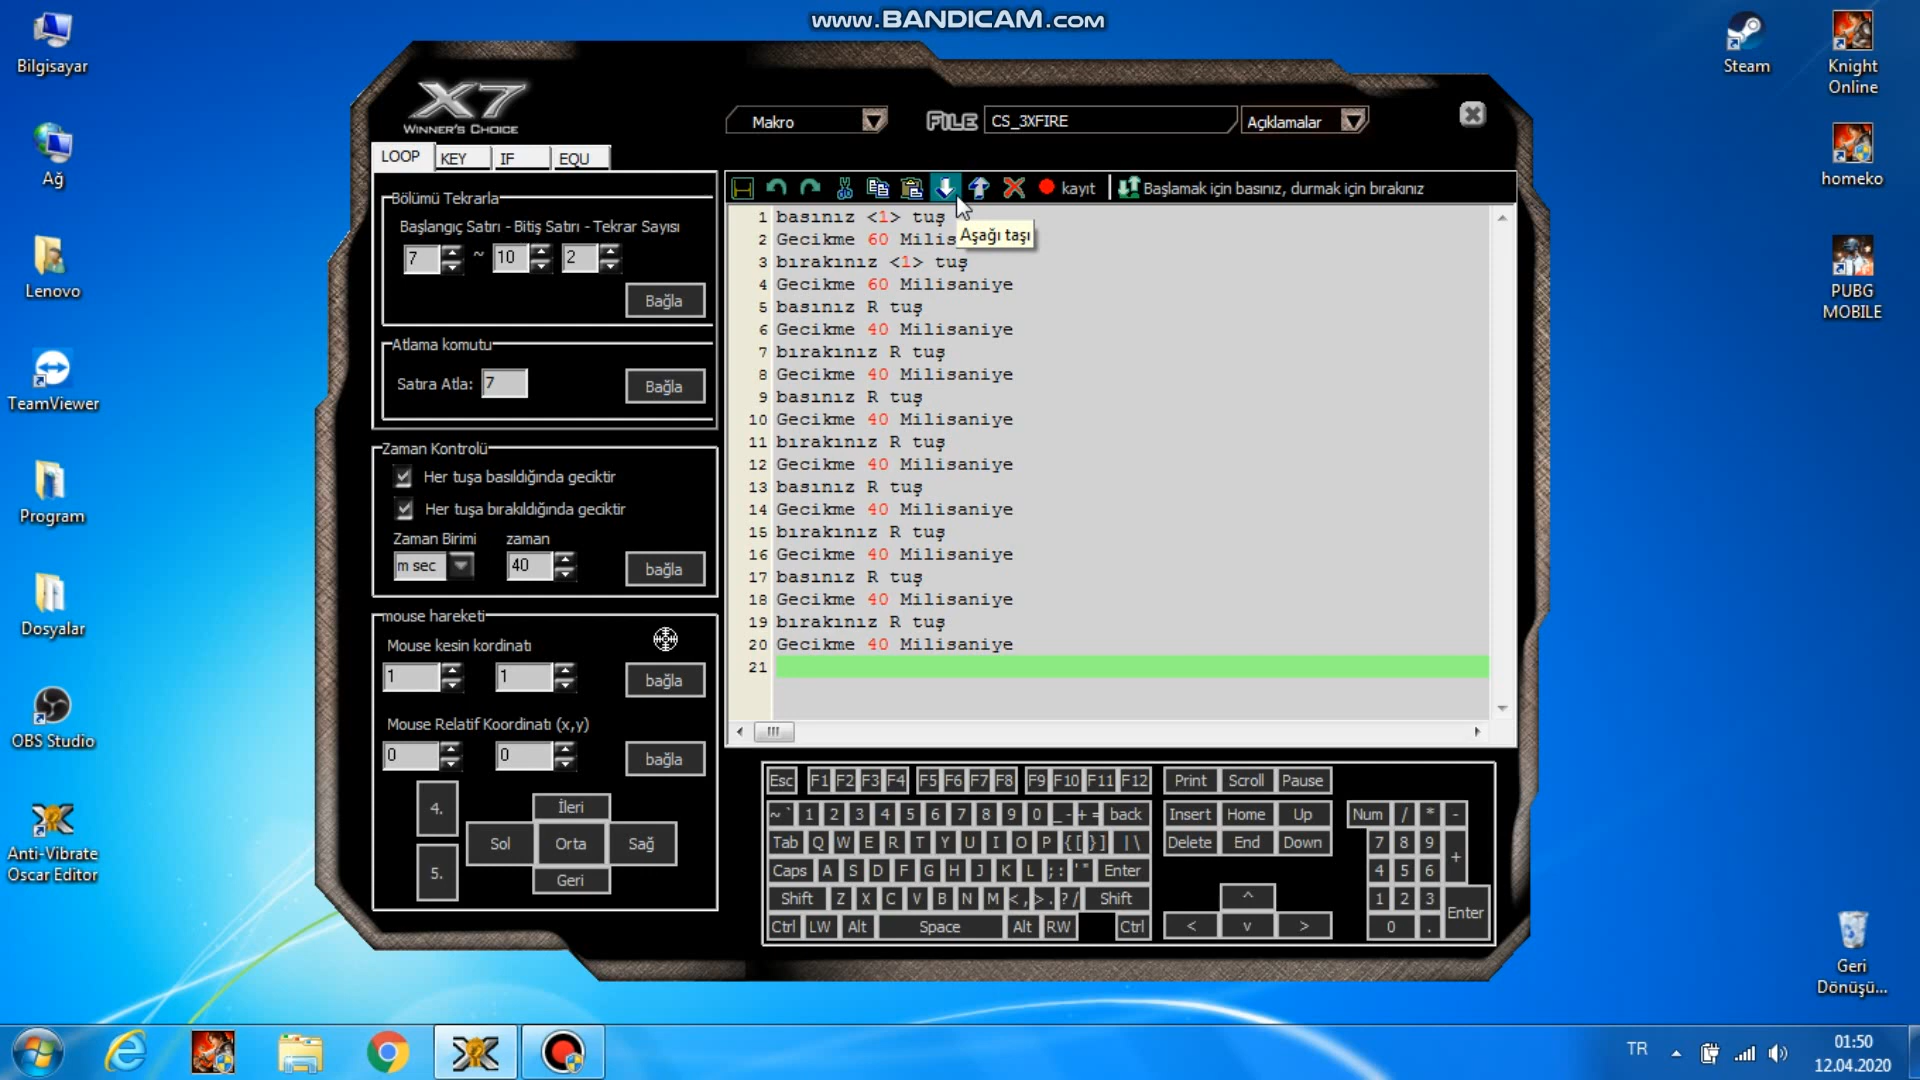 www.BANDICAM.com
Bilgisayar
Ağ
Lenovo
TeamViewer
Program
Dosyalar
OBS Studio
Anti-Vibrate
Oscar Editor
Steam
Knight
Online
homeko
PUBG
MOBILE
Geri
Dönüşü...
X7
WINNER'S CHOICE
Makro
FILE
CS_3XFIRE
Açıklamalar
LOOP KEY IF EQU
Bölümü Tekrarla
Başlangıç Satırı - Bitiş Satırı - Tekrar Sayısı
7 ~ 10 2
Bağla
Atlama komutu
Satıra Atla: 7 Bağla
Zaman Kontrolü
Her tuşa basıldığında geciktir
Her tuşa bırakıldığında geciktir
Zaman Birimi zaman
m sec 40 bağla
mouse hareketi
Mouse kesin kordinatı
1 1 bağla
Mouse Relatif Koordinatı (x,y)
0 0 bağla
4. İleri
Sol Orta Sağ
5. Geri
kayıt Başlamak için basınız, durmak için bırakınız
1 basınız <1> tuş
Aşağı taşı
2 Gecikme 60 Milis
3 bırakınız <1> tuş
4 Gecikme 60 Milisaniye
5 basınız R tuş
6 Gecikme 40 Milisaniye
7 bırakınız R tuş
8 Gecikme 40 Milisaniye
9 basınız R tuş
10 Gecikme 40 Milisaniye
11 bırakınız R tuş
12 Gecikme 40 Milisaniye
13 basınız R tuş
14 Gecikme 40 Milisaniye
15 bırakınız R tuş
16 Gecikme 40 Milisaniye
17 basınız R tuş
18 Gecikme 40 Milisaniye
19 bırakınız R tuş
20 Gecikme 40 Milisaniye
21
Esc F1 F2 F3 F4 F5 F6 F7 F8 F9 F10 F11 F12 Print Scroll Pause
~ ` 1 2 3 4 5 6 7 8 9 0 _ - + = back Insert Home Up Num / * -
Tab Q W E R T Y U I O P { [ } ] | \ Delete End Down 7 8 9 +
Caps A S D F G H J K L ; : ' " Enter 4 5 6
Shift Z X C V B N M < , > . ? / Shift ^ 1 2 3 Enter
Ctrl LW Alt Space Alt RW Ctrl < v > 0 .
TR
01:50
12.04.2020